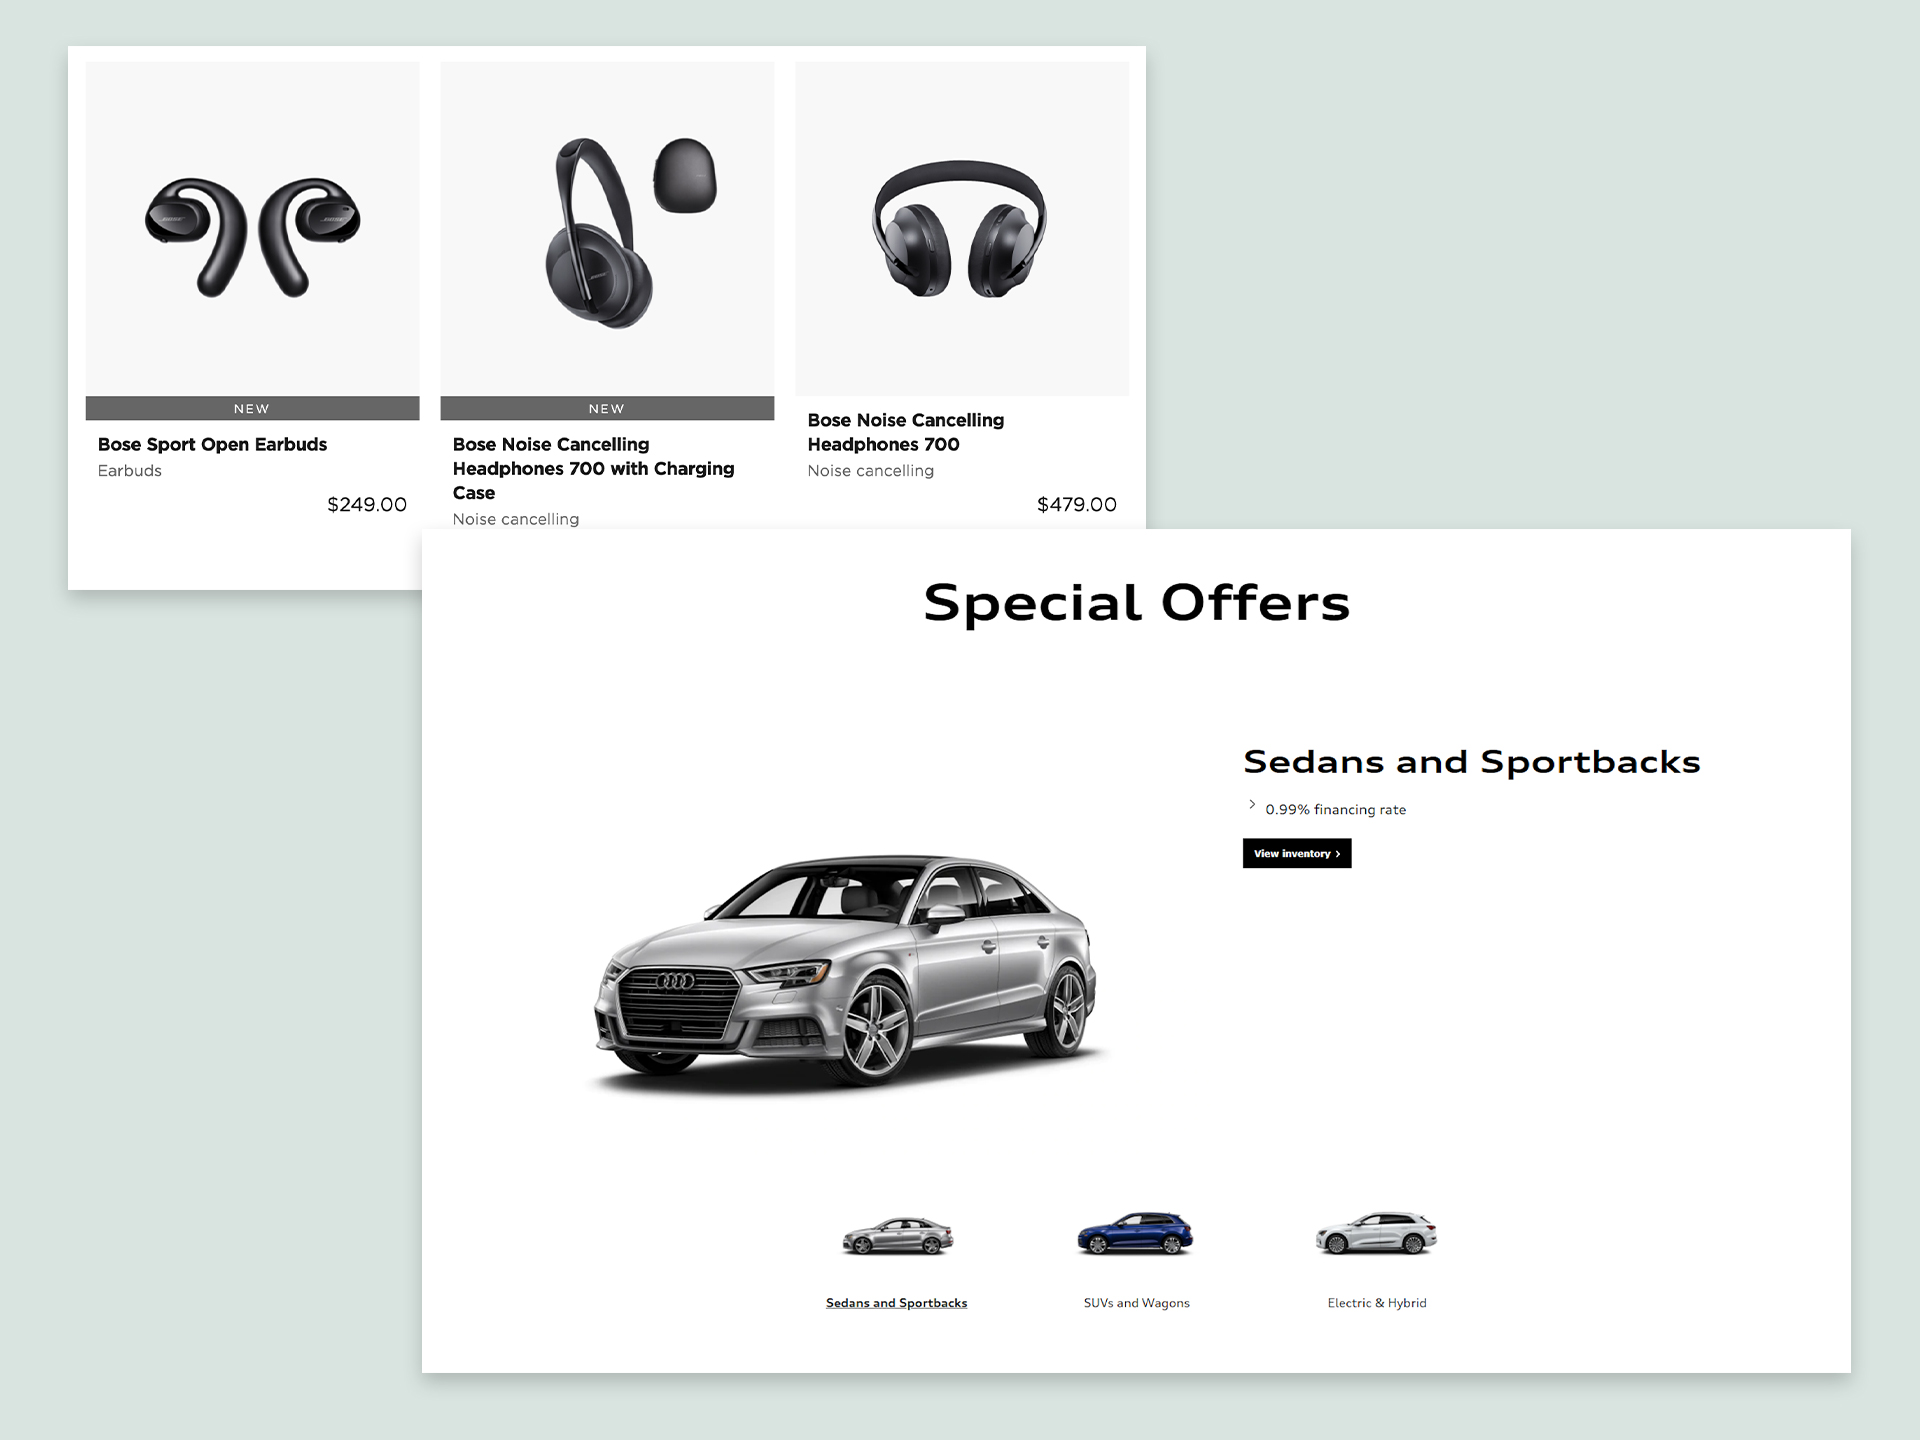 NEW
Bose Sport Open Earbuds
Earbuds
$249.00
NEW
Bose Noise Cancelling
Headphones 700 with Charging
Case
Noise cancelling
Bose Noise Cancelling
Headphones 700
Noise cancelling
$479.00
Special Offers
Sedans and Sportbacks
0.99% financing rate
View inventory
Sedans and Sportbacks
SUVs and Wagons
Electric & Hybrid